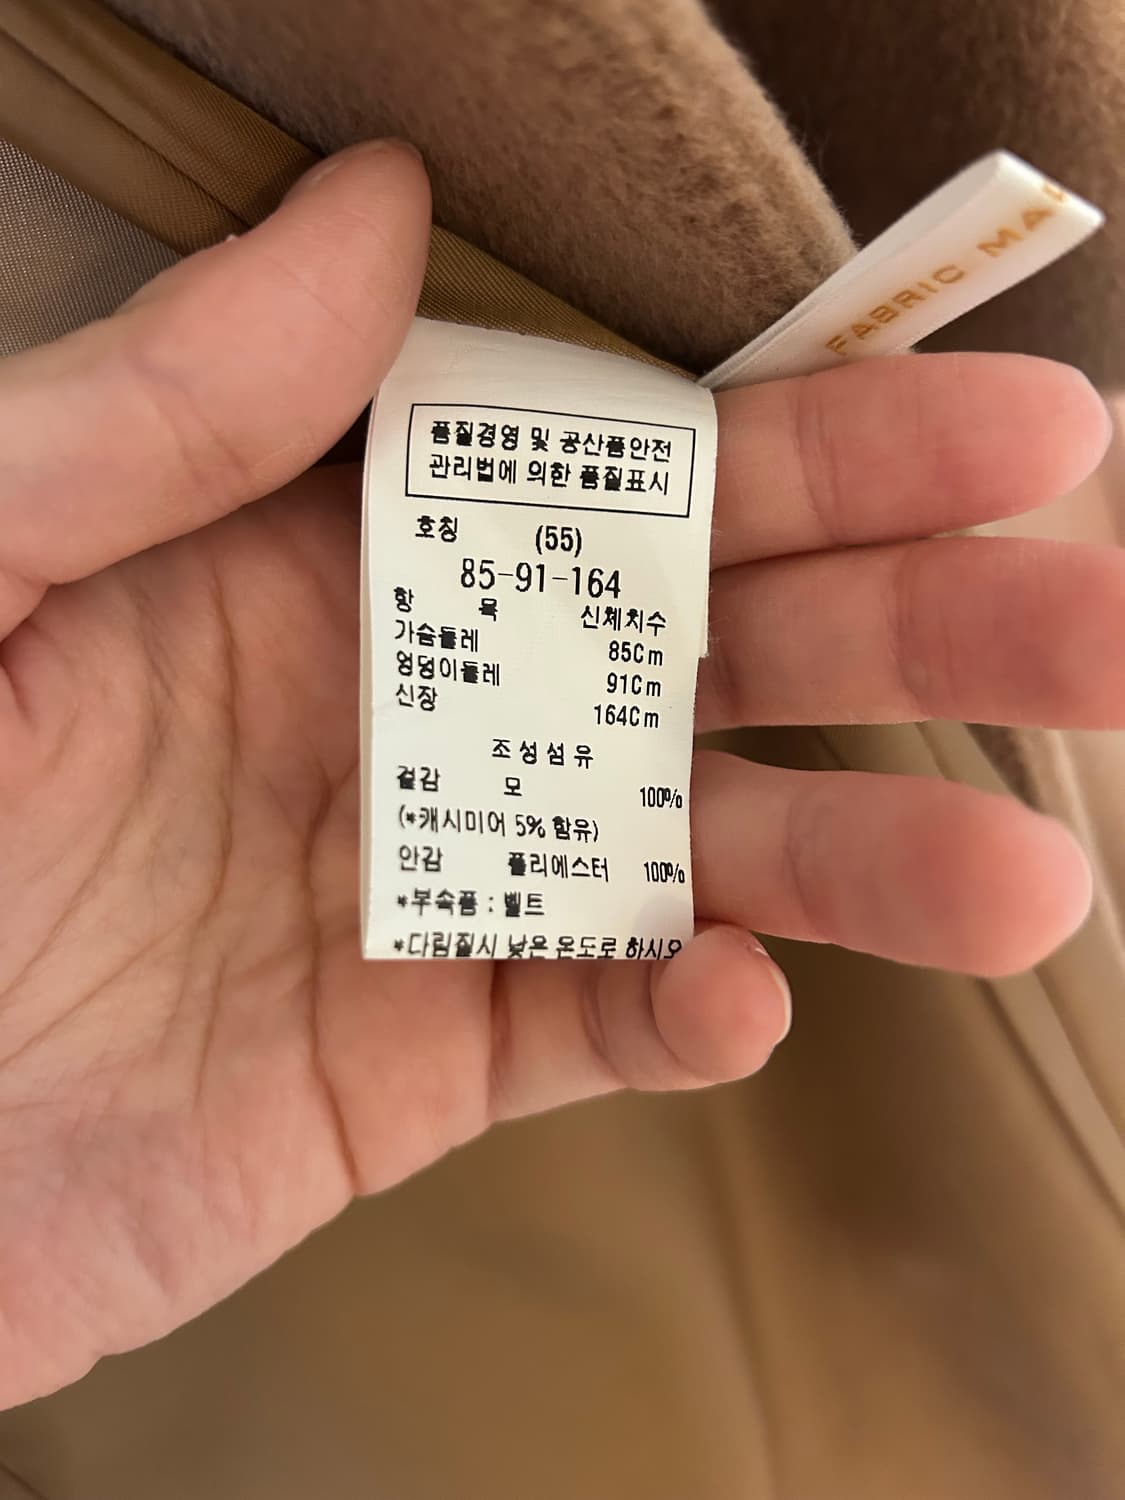 FABRIC MA
품질경영 및 공산품안전
관리법에 의한 품질표시
호칭 (55)
85-91-164
항 목 신체치수
가슴둘레 85Cm
엉덩이둘레 91Cm
신장 164Cm
조성섬유
겉감 모 100%
(*캐시미어 5% 함유)
안감 폴리에스터 100%
*부속품 : 벨트
*다림질시 낮은 온도로 하시오